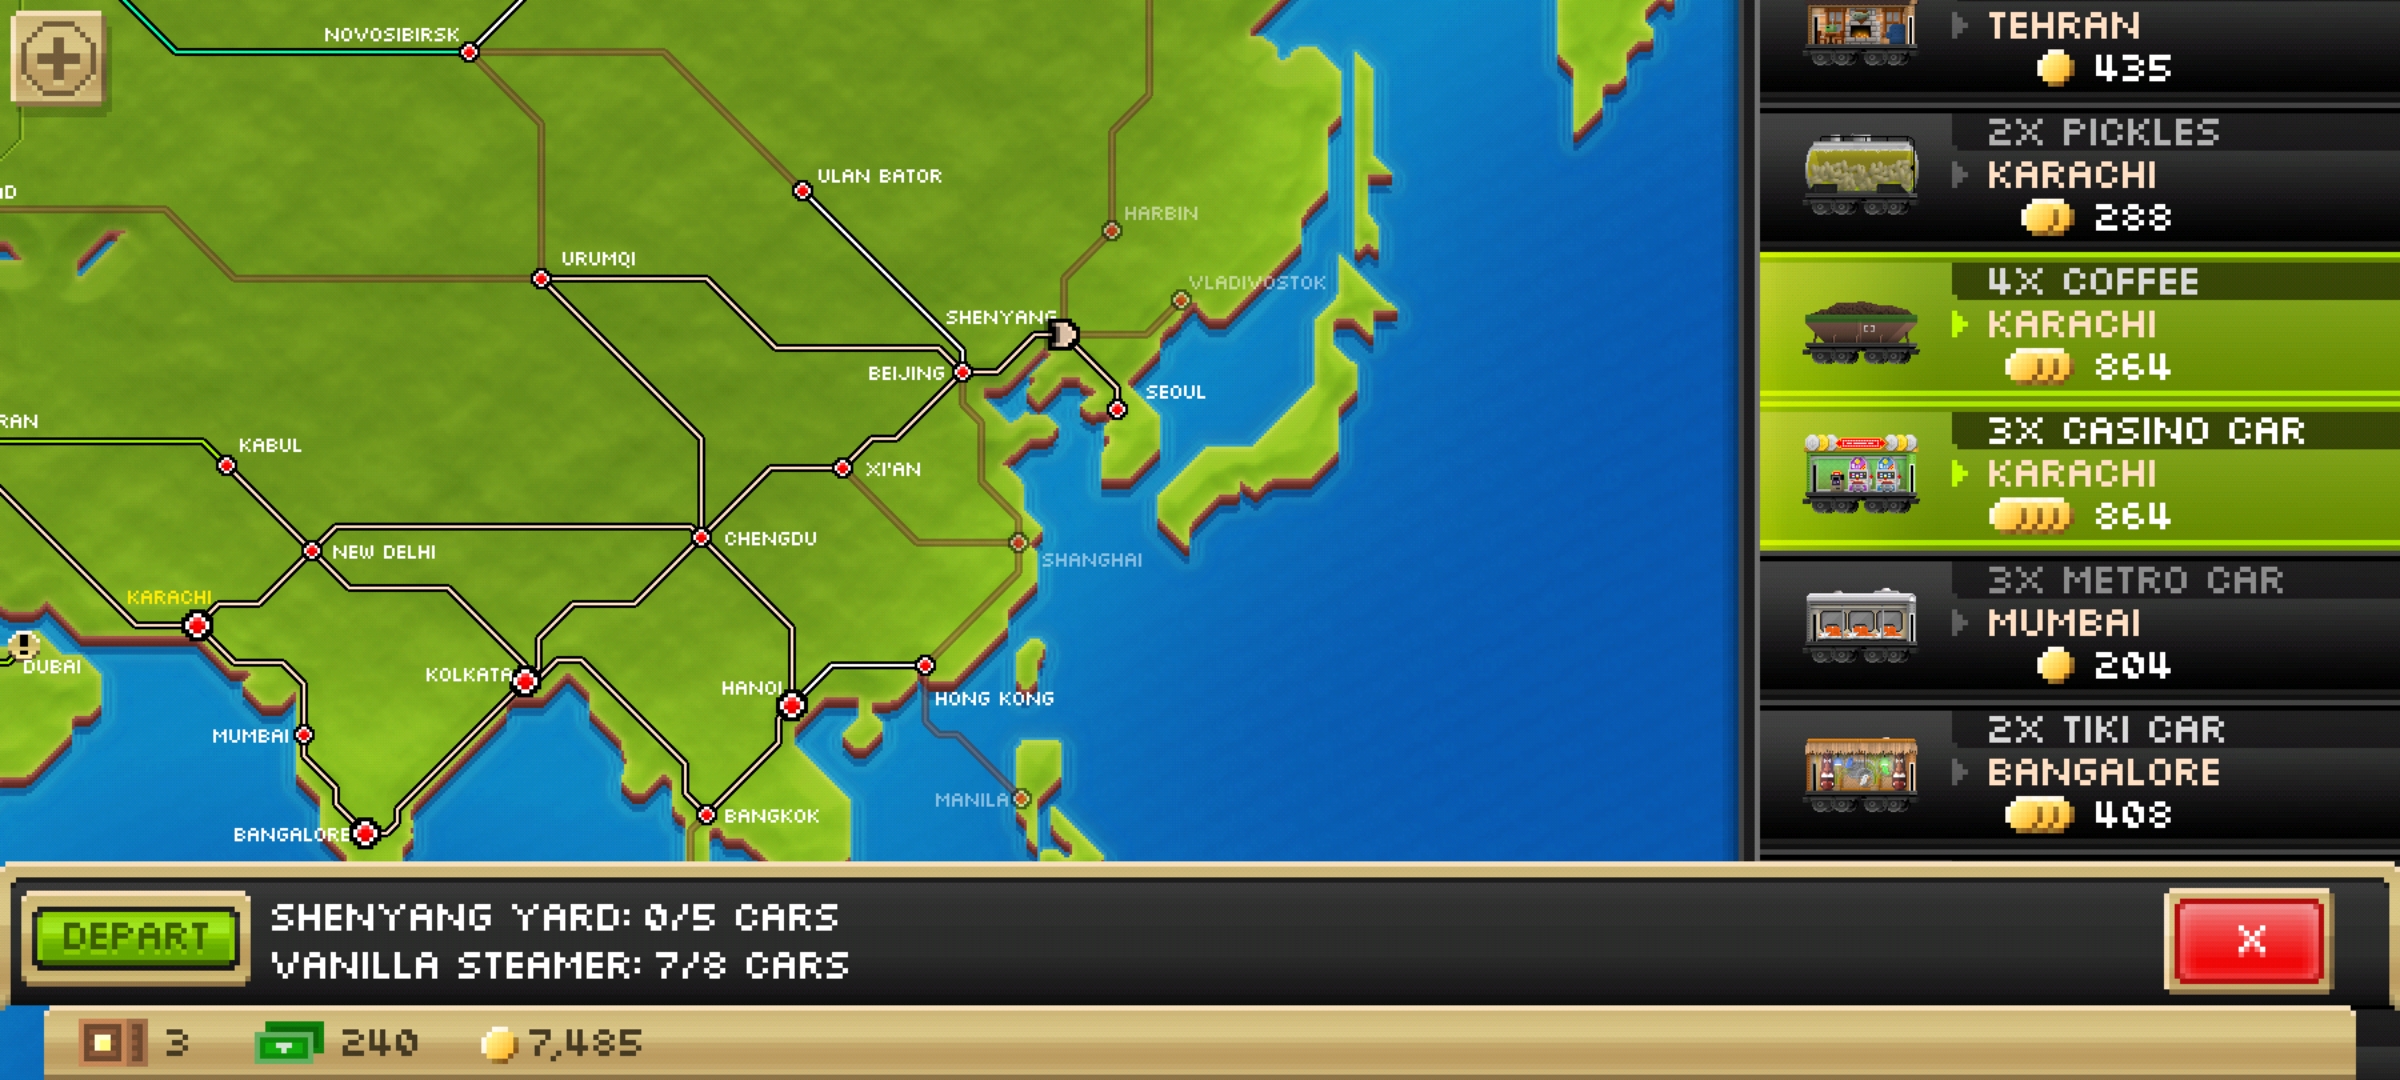 NOVOSIBIRSK
ULAN BATOR
HARBIN
URUMQI
VLADIVOSTOK
SHENYANG
BEIJING
SEOUL
KABUL
XI'AN
CHENGDU
NEW DELHI
SHANGHAI
KARACHI
DUBAI
KOLKATA
HANOI
HONG KONG
MUMBAI
MANILA
BANGALORE
BANGKOK
TEHRAN
435
2X PICKLES
KARACHI
288
4X COFFEE
KARACHI
864
3X CASINO CAR
KARACHI
864
3X METRO CAR
MUMBAI
204
2X TIKI CAR
BANGALORE
408
DEPART
SHENYANG YARD: 0/5 CARS
VANILLA STEAMER: 7/8 CARS
X
3
240
7,485